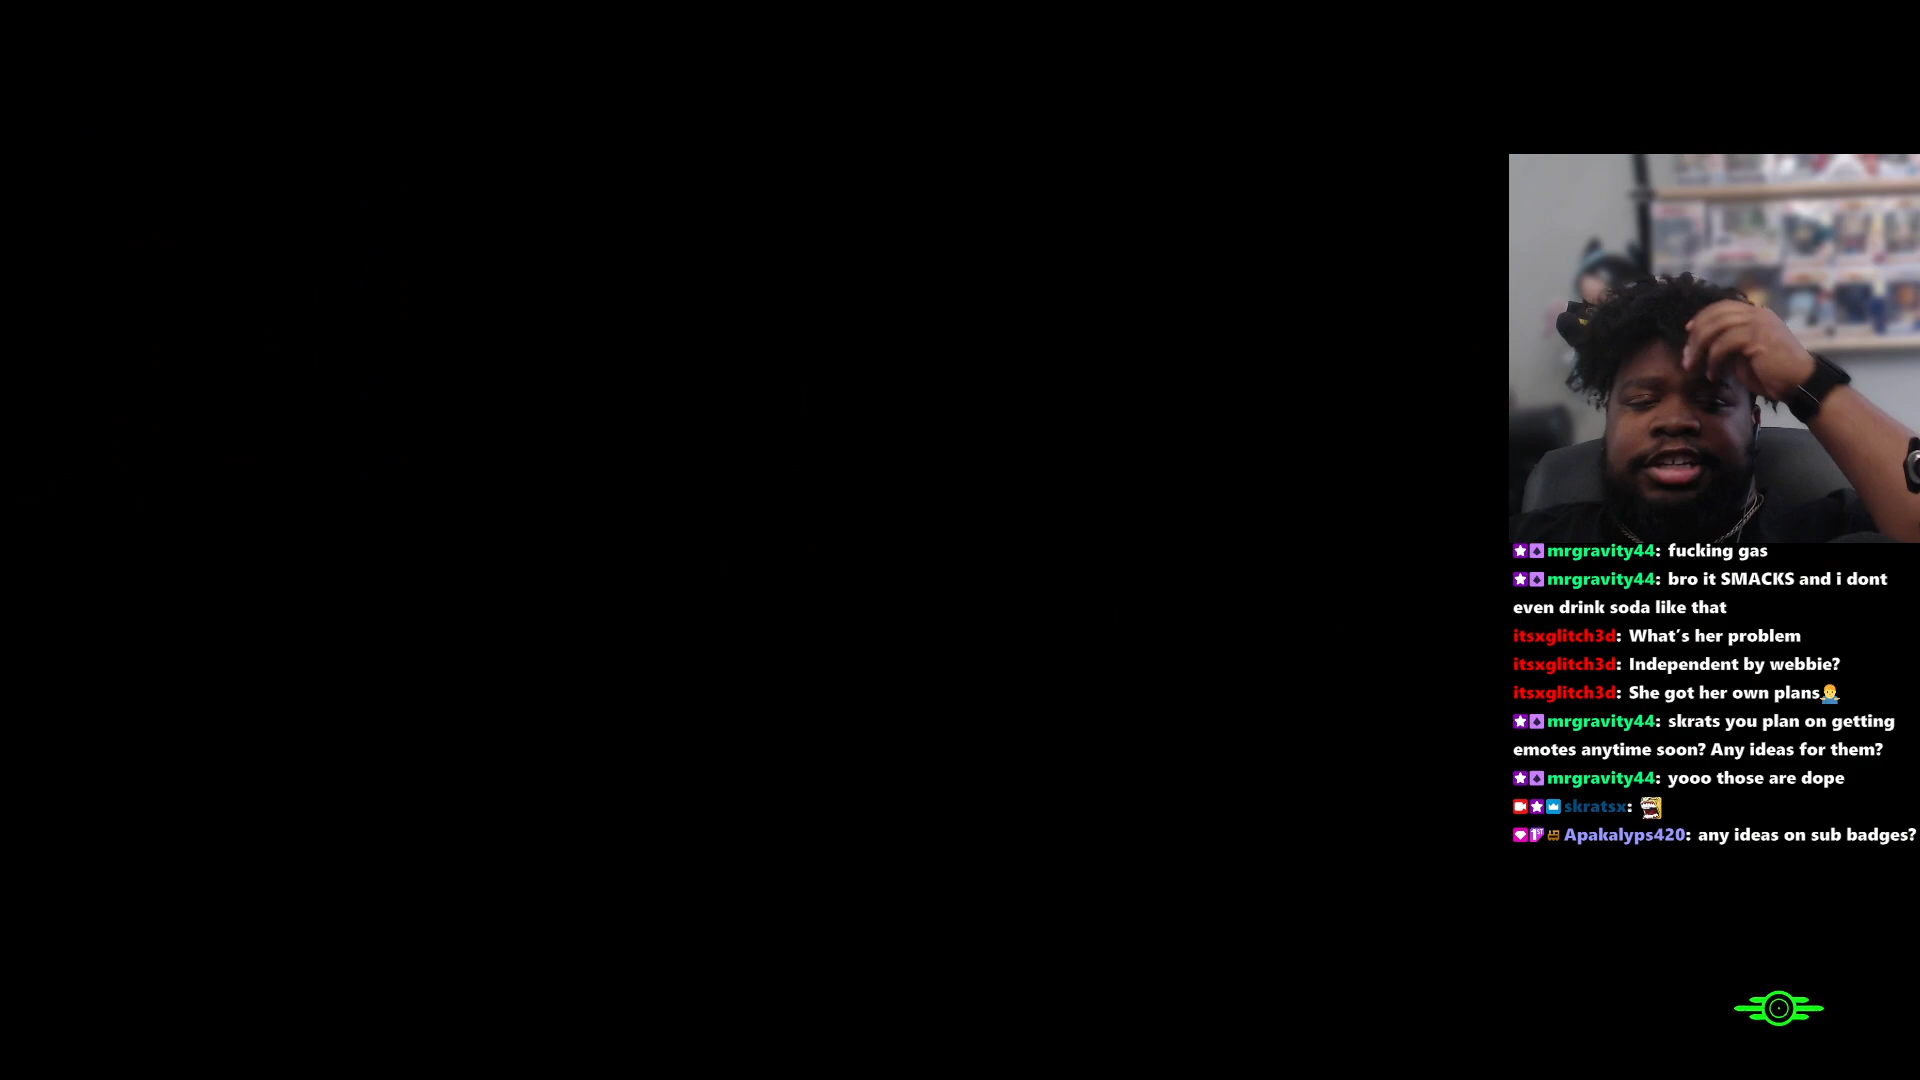 mrgravity44: fucking gas
mrgravity44: bro it SMACKS and i dont
even drink soda like that
itsxglitch3d: What's her problem
itsxglitch3d: Independent by webbie?
itsxglitch3d: She got her own plans🤷‍♂️
mrgravity44: skrats you plan on getting
emotes anytime soon? Any ideas for them?
mrgravity44: yooo those are dope
skratsx:
Apakalyps420: any ideas on sub badges?